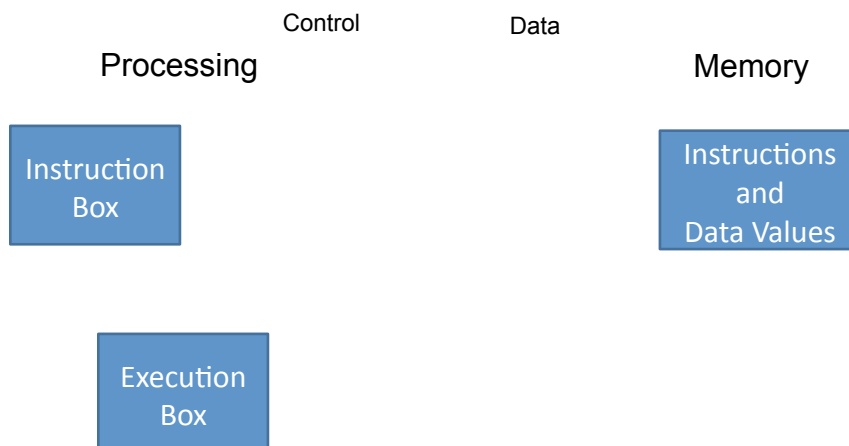 Control Data
Processing Memory
Instruction
Box
Instructions
and
Data Values
Execution
Box